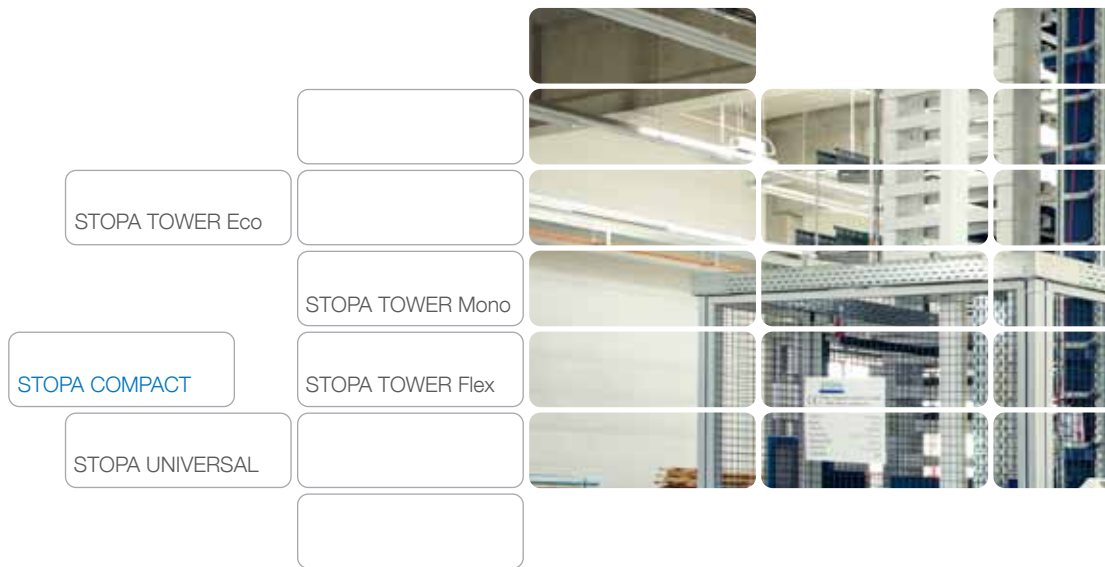 STOPA TOWER Eco
STOPA TOWER Mono
STOPA COMPACT
STOPA TOWER Flex
STOPA UNIVERSAL